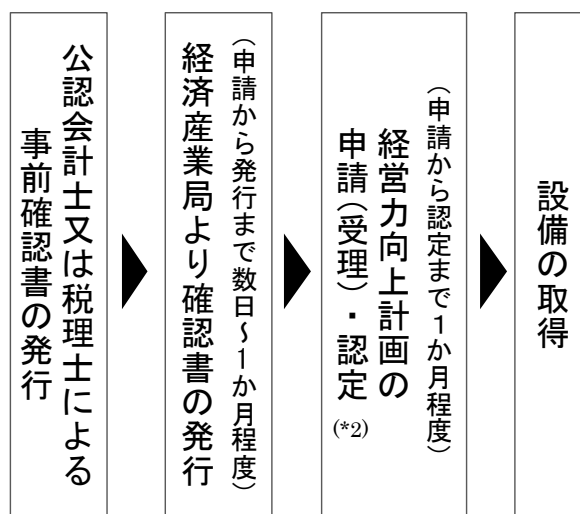 公認会計士又は税理士による
事前確認書の発行
(申請から発行まで数日~1か月程度)
経済産業局より確認書の発行
(申請から認定まで1か月程度)
経営力向上計画の
申請(受理)・認定
(*2)
設備の取得